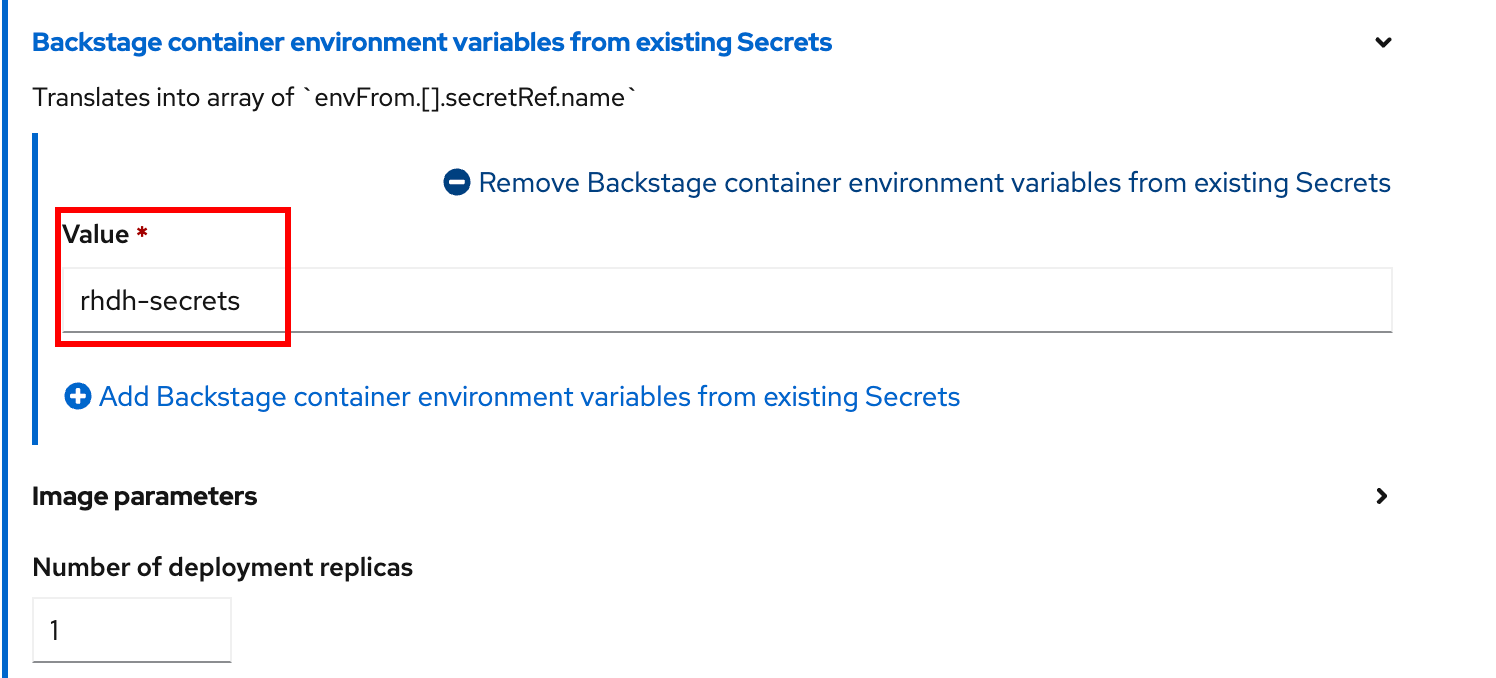 Backstage container environment variables from existing Secrets
Translates into array of `envFrom.[].secretRef.name`
Remove Backstage container environment variables from existing Secrets
Value *
rhdh-secrets
Add Backstage container environment variables from existing Secrets
Image parameters
Number of deployment replicas
1